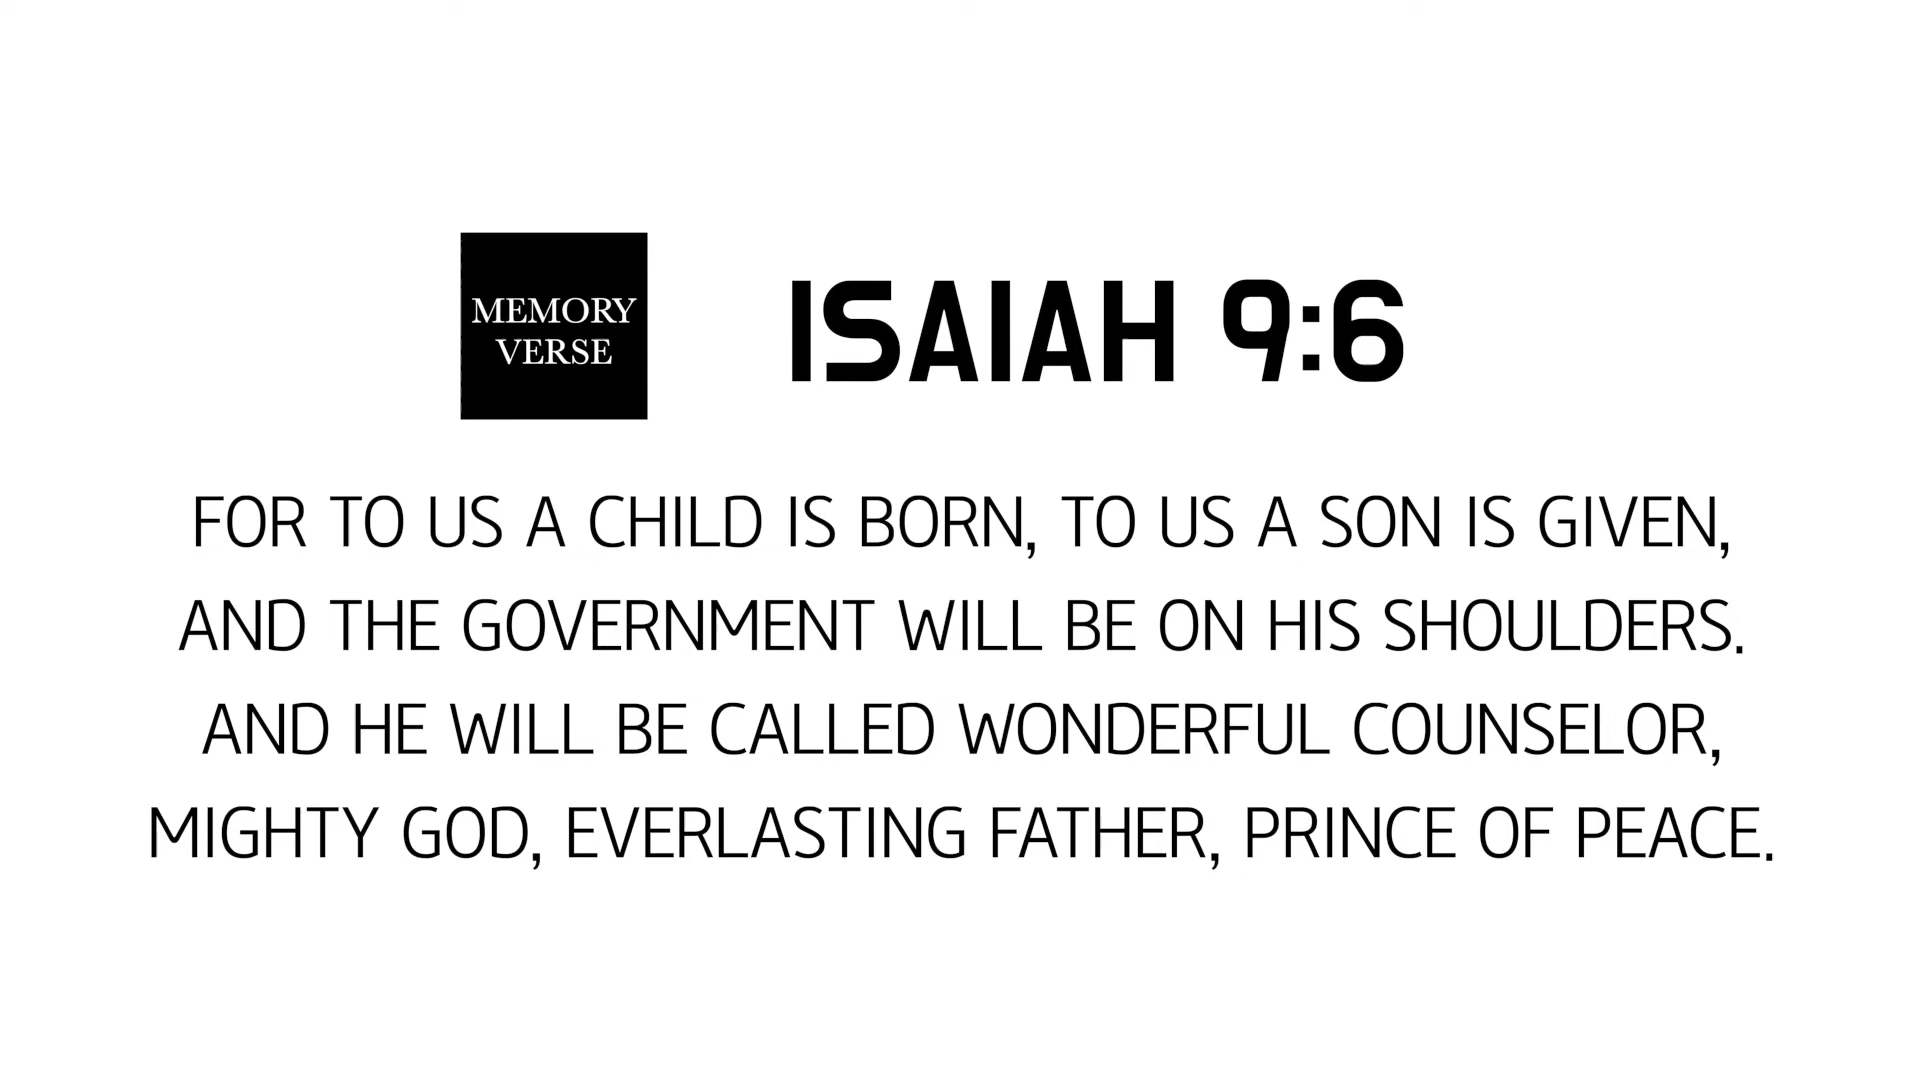 MEMORY
VERSE
ISAIAH 9:6
FOR TO US A CHILD IS BORN, TO US A SON IS GIVEN,
AND THE GOVERNMENT WILL BE ON HIS SHOULDERS.
AND HE WILL BE CALLED WONDERFUL COUNSELOR,
MIGHTY GOD, EVERLASTING FATHER, PRINCE OF PEACE.